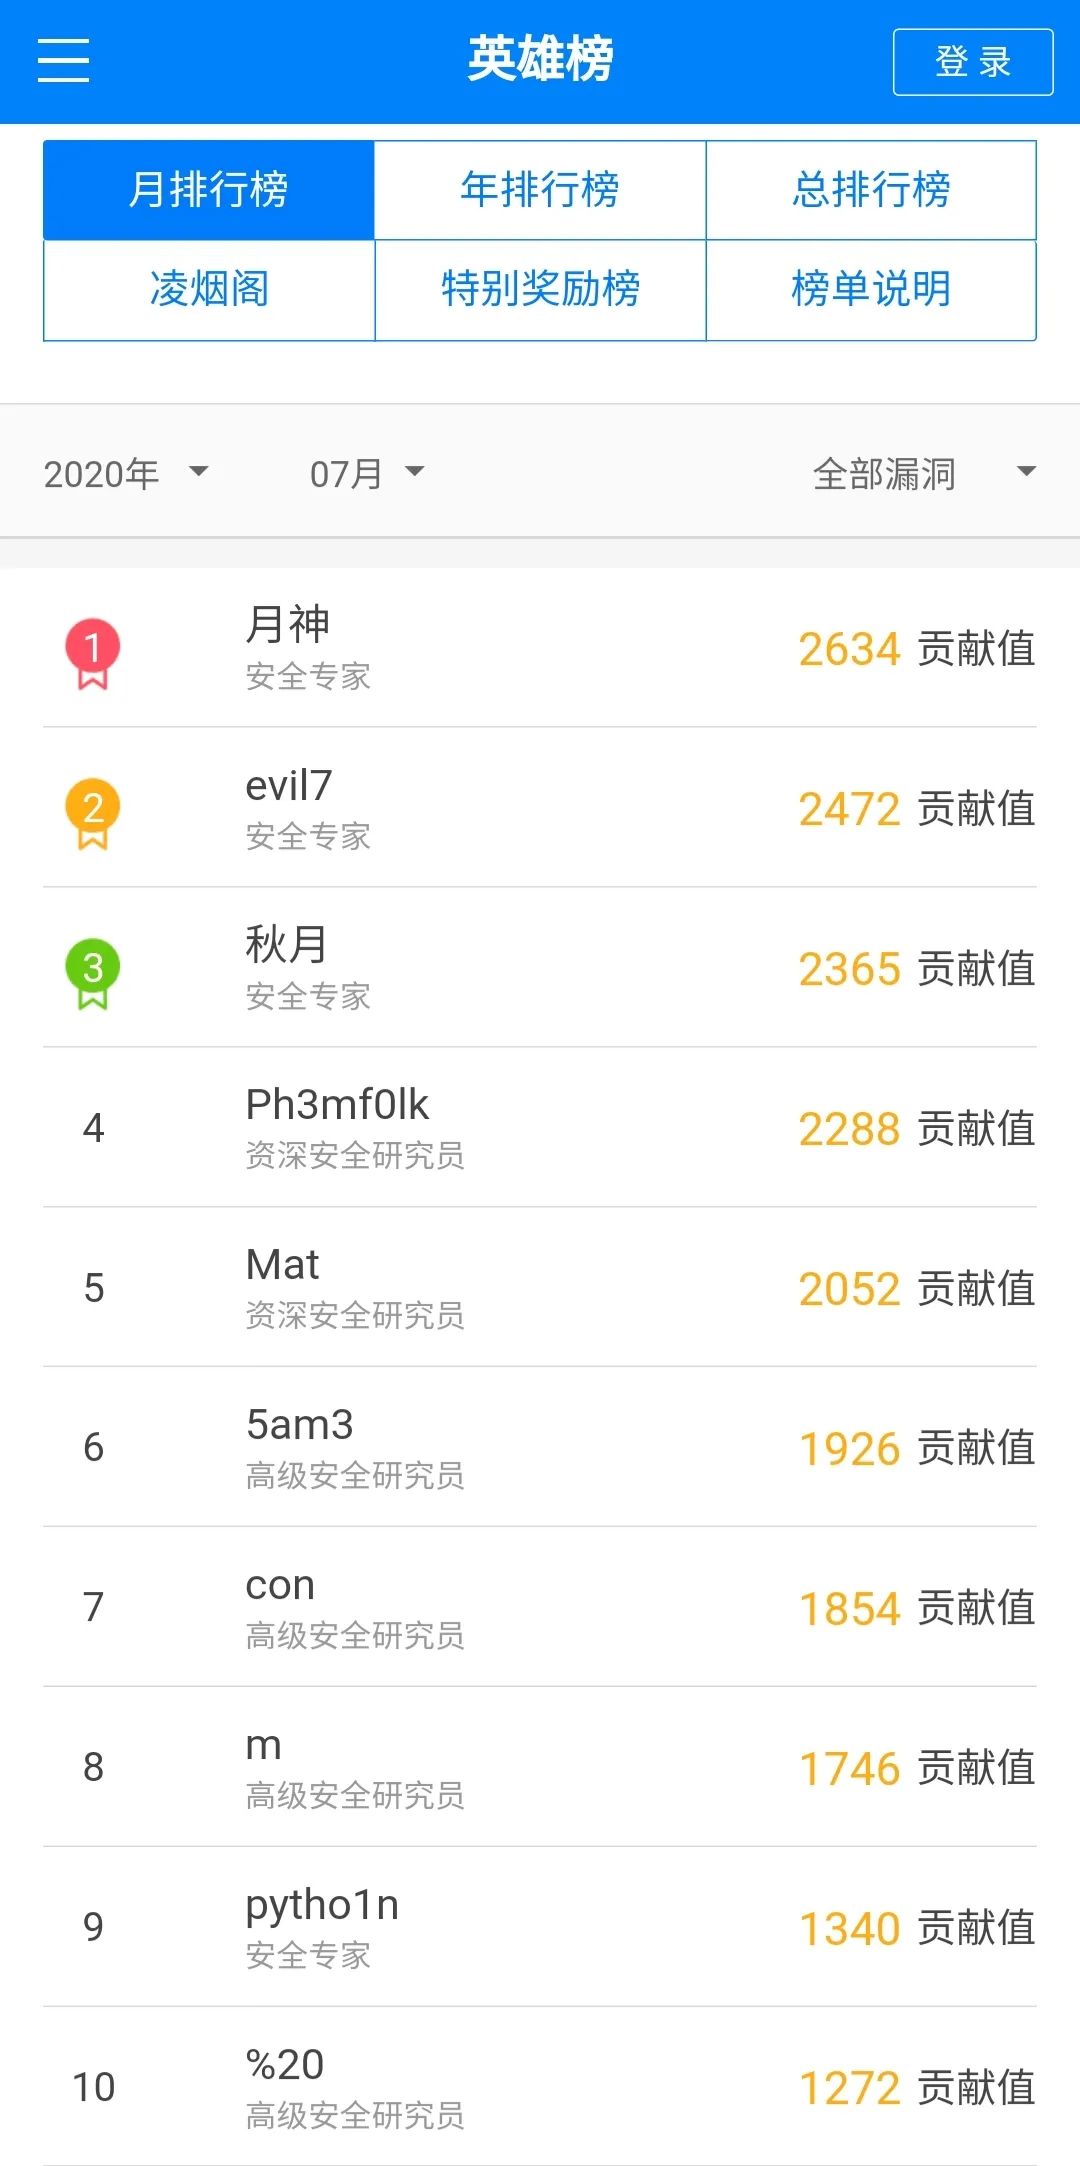 英雄榜
登 录
月排行榜 年排行榜 总排行榜
凌烟阁 特别奖励榜 榜单说明
2020年 07月 全部漏洞
1 月神 2634 贡献值
安全专家
2 evil7 2472 贡献值
安全专家
3 秋月 2365 贡献值
安全专家
4 Ph3mf0lk 2288 贡献值
资深安全研究员
5 Mat 2052 贡献值
资深安全研究员
6 5am3 1926 贡献值
高级安全研究员
7 con 1854 贡献值
高级安全研究员
8 m 1746 贡献值
高级安全研究员
9 pytho1n 1340 贡献值
安全专家
10 %20 1272 贡献值
高级安全研究员